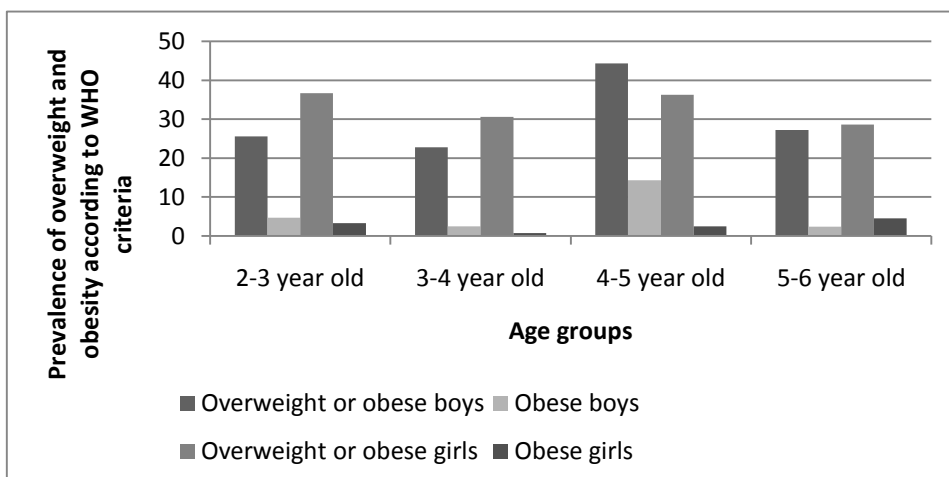 Prevalence of overweight and
obesity according to WHO
criteria
50
40
30
20
10
0
2-3 year old
3-4 year old
4-5 year old
5-6 year old
Age groups
Overweight or obese boys
Obese boys
Overweight or obese girls
Obese girls